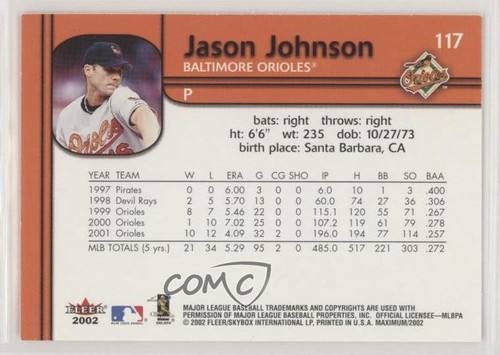 Jason Johnson
117
BALTIMORE ORIOLES®
Orioles
P
bats: right throws: right
ht: 6'6" wt: 235 dob: 10/27/73
birth place: Santa Barbara, CA
YEAR TEAM W L ERA G CG SHO IP H BB SO BAA
1997 Pirates 0 0 6.00 3 0 0 6.0 10 1 3 .400
1998 Devil Rays 2 5 5.70 13 0 0 60.0 74 27 36 .306
1999 Orioles 8 7 5.46 22 0 0 115.1 120 55 71 .267
2000 Orioles 1 10 7.02 25 0 0 107.2 119 61 79 .278
2001 Orioles 10 12 4.09 32 2 0 196.0 194 77 114 .257
MLB TOTALS (5 yrs.) 21 34 5.29 95 2 0 485.0 517 221 303 .272
COMC
FLEER
2002
MAJOR LEAGUE BASEBALL TRADEMARKS AND COPYRIGHTS ARE USED WITH
PERMISSION OF MAJOR LEAGUE BASEBALL PROPERTIES, INC. OFFICIAL LICENSEE—MLBPA
© 2002 FLEER/SKYBOX INTERNATIONAL LP, PRINTED IN U.S.A. MAXIMUM/2002